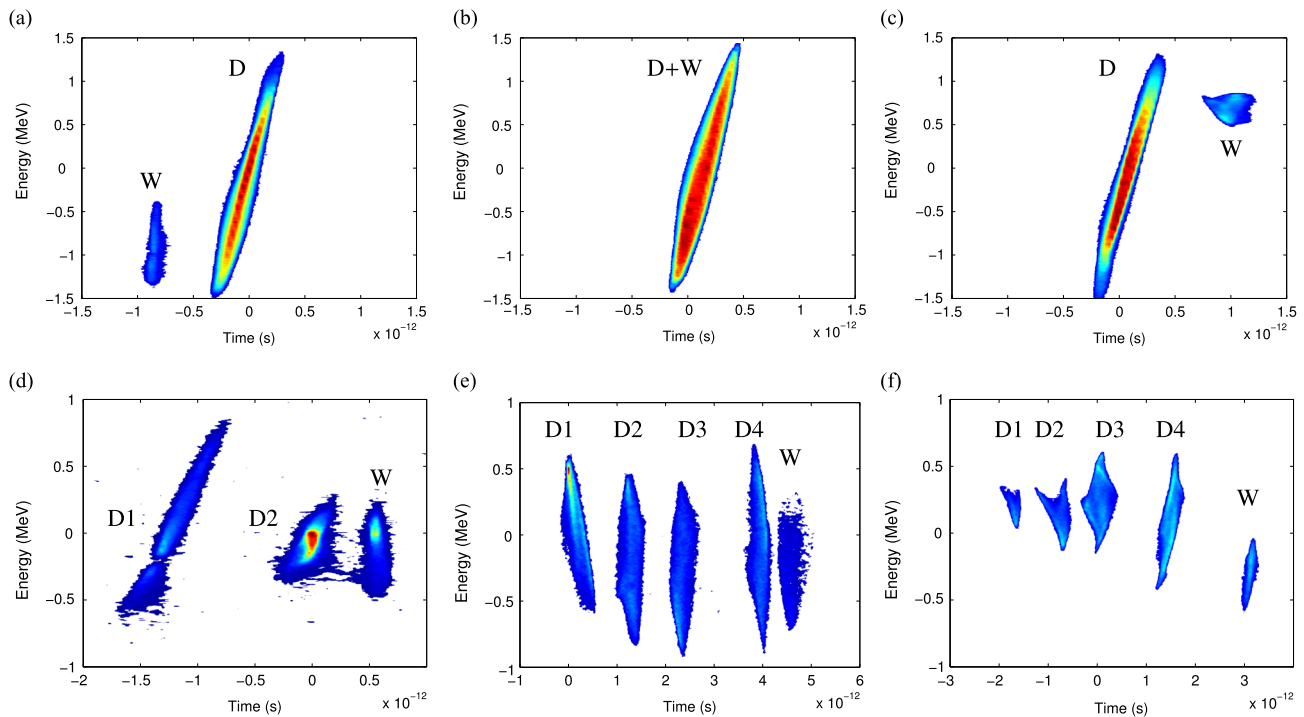 (a)
1.5
1
0.5
0
−0.5
−1
−1.5
−1.5 −1 −0.5 0 0.5 1 1.5
Energy (MeV)
Time (s)
x 10⁻¹²
D
W
(b)
1.5
1
0.5
0
−0.5
−1
−1.5
−1.5 −1 −0.5 0 0.5 1 1.5
Energy (MeV)
Time (s)
x 10⁻¹²
D+W
(c)
1.5
1
0.5
0
−0.5
−1
−1.5
−1.5 −1 −0.5 0 0.5 1 1.5
Energy (MeV)
Time (s)
x 10⁻¹²
D
W
(d)
1
0.5
0
−0.5
−1
−2 −1.5 −1 −0.5 0 0.5
Energy (MeV)
Time (s)
x 10⁻¹²
D1 D2 W
(e)
1
0.5
0
−0.5
−1
−1 0 1 2 3 4 5 6
Energy (MeV)
Time (s)
x 10⁻¹²
D1 D2 D3 D4 W
(f)
1
0.5
0
−0.5
−1
−3 −2 −1 0 1 2 3
Energy (MeV)
Time (s)
x 10⁻¹²
D1 D2 D3 D4 W